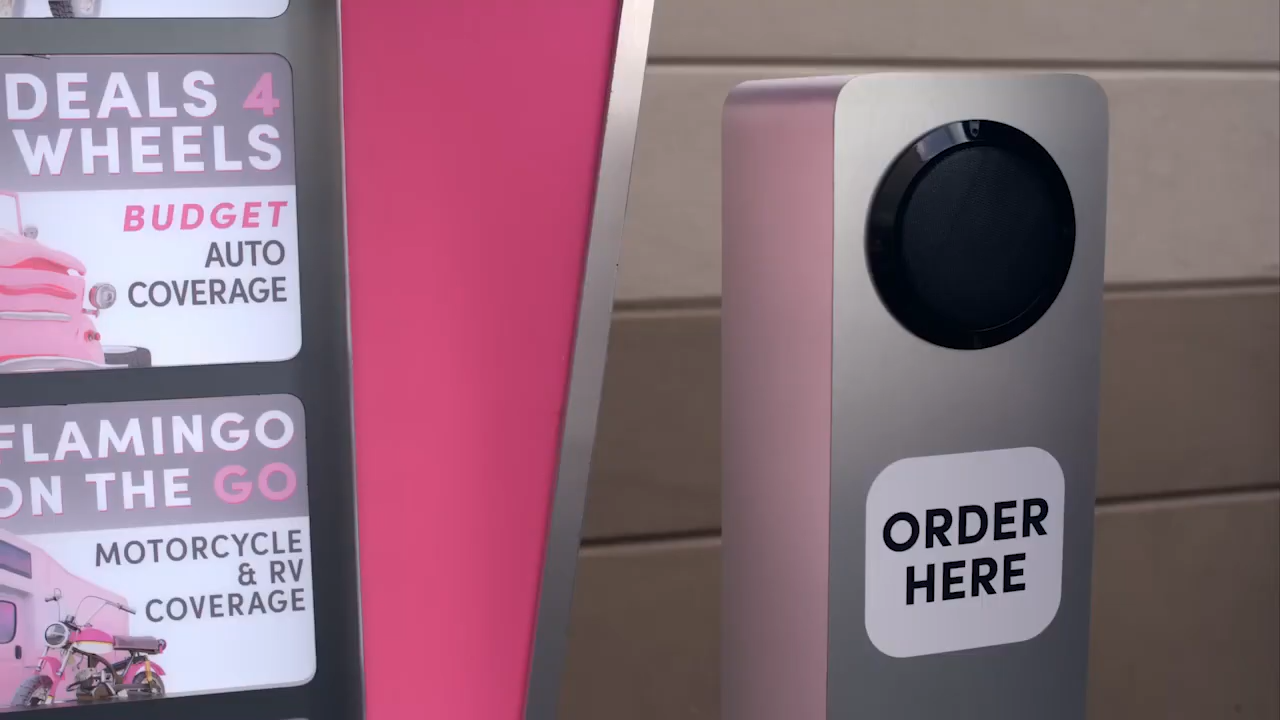 DEALS 4
WHEELS
BUDGET
AUTO
COVERAGE
FLAMINGO
ON THE GO
MOTORCYCLE
& RV
COVERAGE
ORDER
HERE